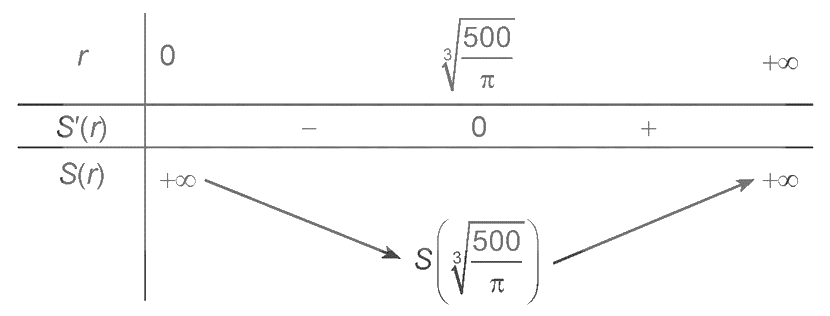 r 0 ∛(500/π) +∞
S′(r) − 0 + 
S(r) +∞ +∞
S(∛(500/π))